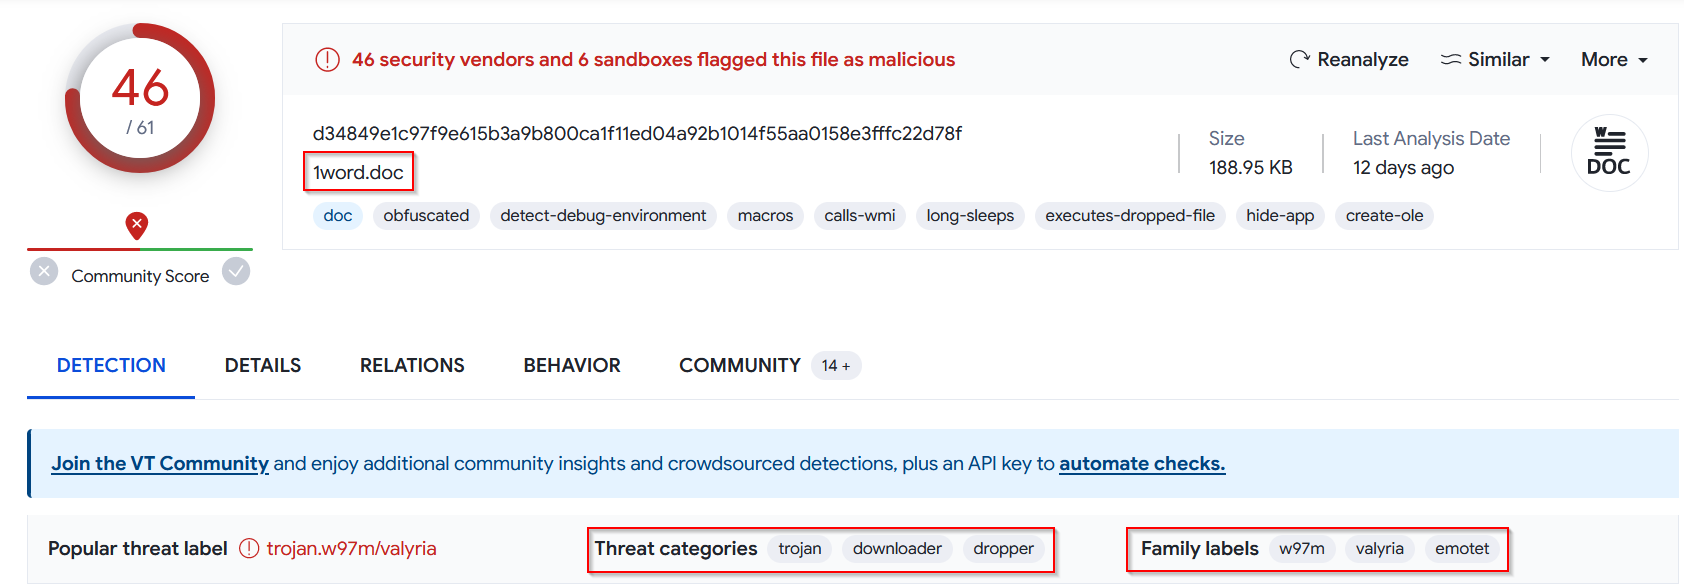 46
/ 61
Community Score
46 security vendors and 6 sandboxes flagged this file as malicious
Reanalyze Similar More
d34849e1c97f9e615b3a9b800ca1f11ed04a92b1014f55aa0158e3fffc22d78f
1word.doc
Size
188.95 KB
Last Analysis Date
12 days ago
W
DOC
doc obfuscated detect-debug-environment macros calls-wmi long-sleeps executes-dropped-file hide-app create-ole
DETECTION DETAILS RELATIONS BEHAVIOR COMMUNITY 14 +
Join the VT Community and enjoy additional community insights and crowdsourced detections, plus an API key to automate checks.
Popular threat label trojan.w97m/valyria Threat categories trojan downloader dropper Family labels w97m valyria emotet